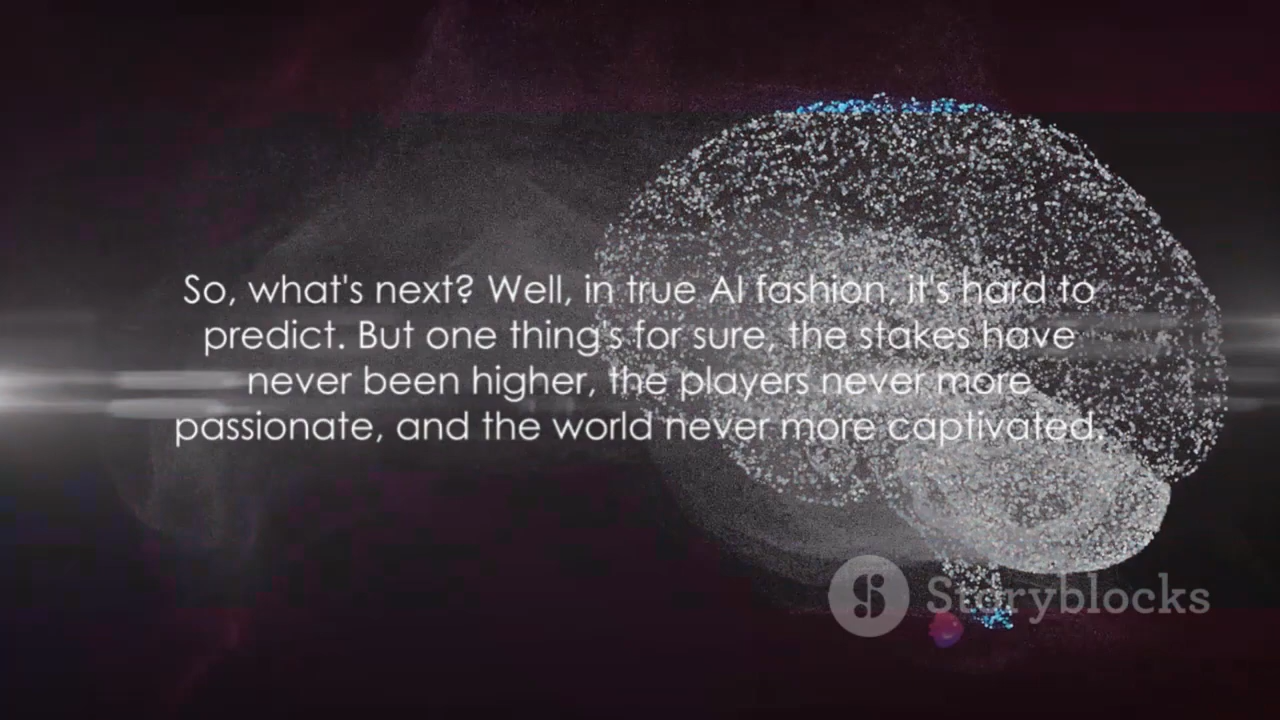 So, what's next? Well, in true AI fashion, it's hard to
predict. But one thing's for sure, the stakes have
never been higher, the players never more
passionate, and the world never more captivated.
Storyblocks